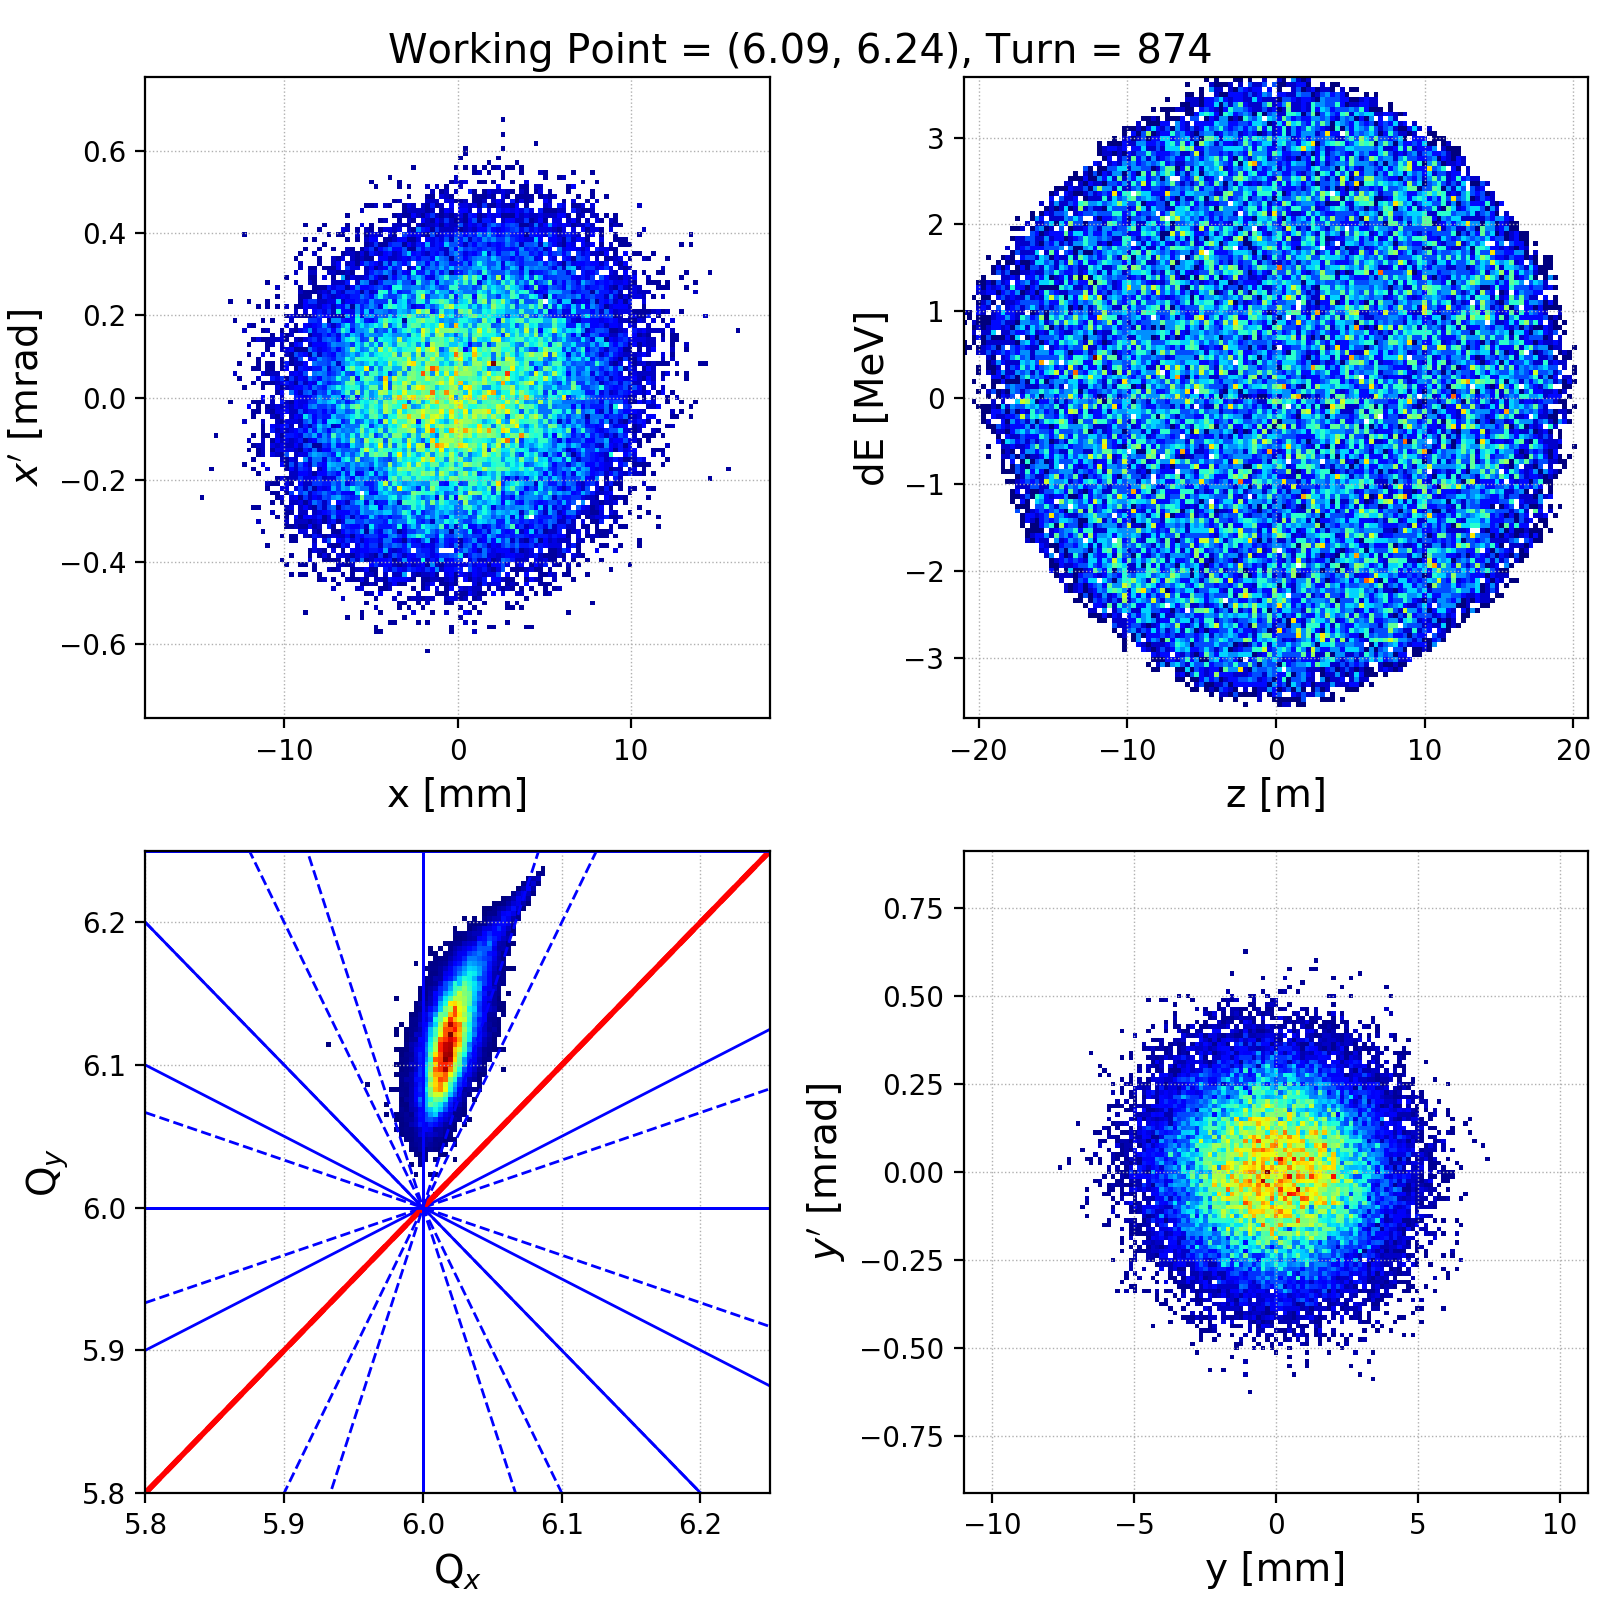 Working Point = (6.09, 6.24), Turn = 874
0.6
0.4
0.2
0.0
−0.2
−0.4
−0.6
x′ [mrad]
−10 0 10
x [mm]
3
2
1
0
−1
−2
−3
dE [MeV]
−20 −10 0 10 20
z [m]
6.2
6.1
6.0
5.9
5.8
Qy
5.8 5.9 6.0 6.1 6.2
Qx
0.75
0.50
0.25
0.00
−0.25
−0.50
−0.75
y′ [mrad]
−10 −5 0 5 10
y [mm]